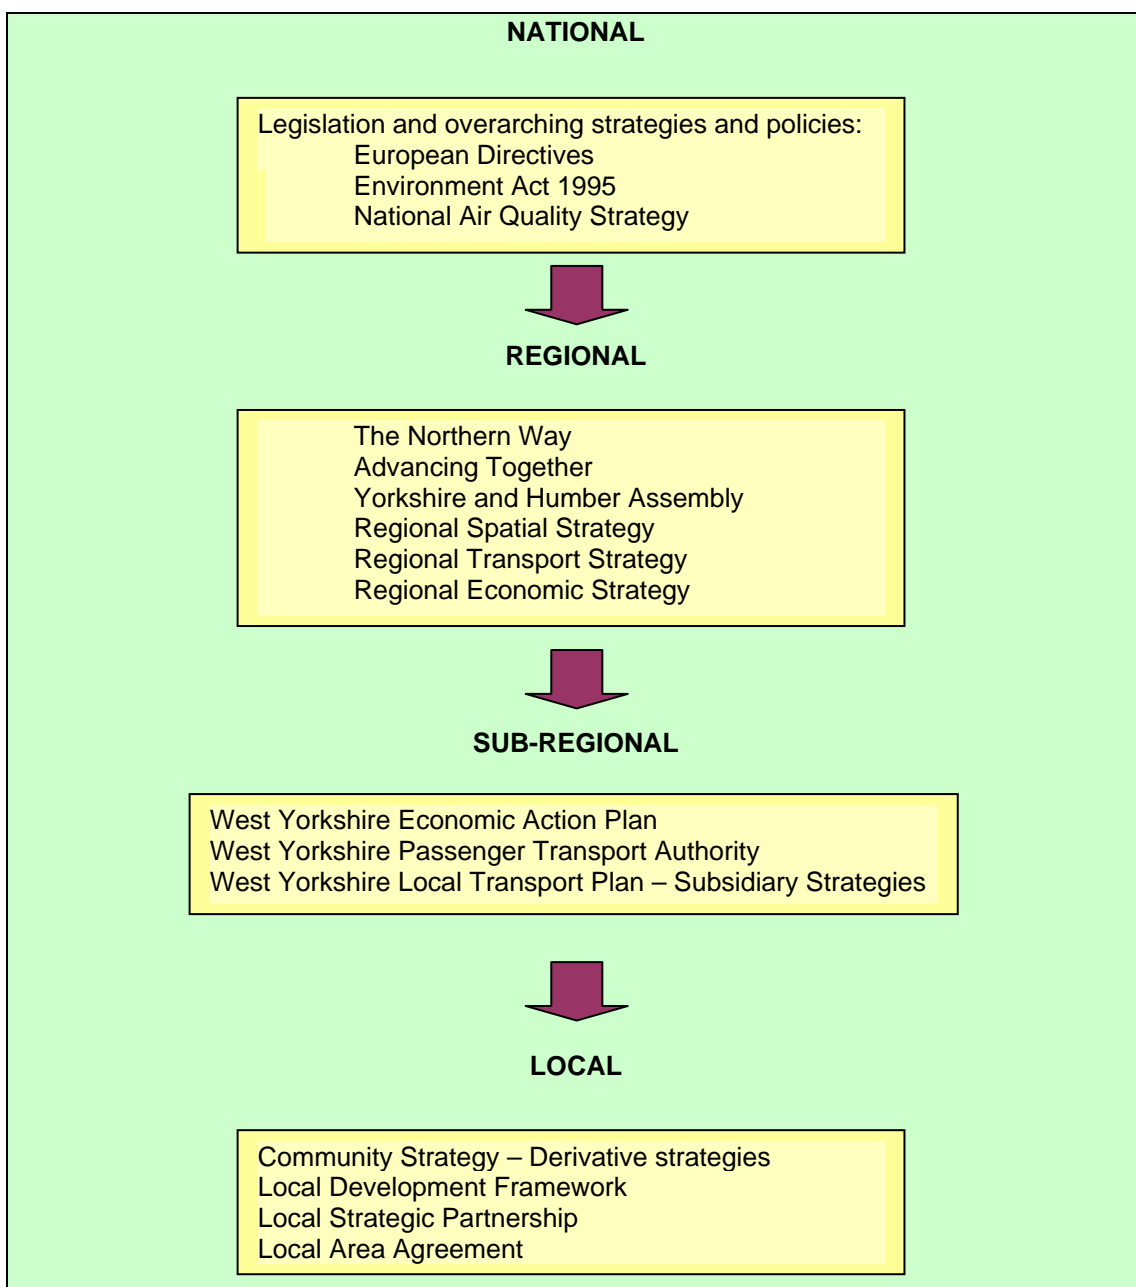 NATIONAL
Legislation and overarching strategies and policies:
European Directives
Environment Act 1995
National Air Quality Strategy
REGIONAL
The Northern Way
Advancing Together
Yorkshire and Humber Assembly
Regional Spatial Strategy
Regional Transport Strategy
Regional Economic Strategy
SUB-REGIONAL
West Yorkshire Economic Action Plan
West Yorkshire Passenger Transport Authority
West Yorkshire Local Transport Plan – Subsidiary Strategies
LOCAL
Community Strategy – Derivative strategies
Local Development Framework
Local Strategic Partnership
Local Area Agreement